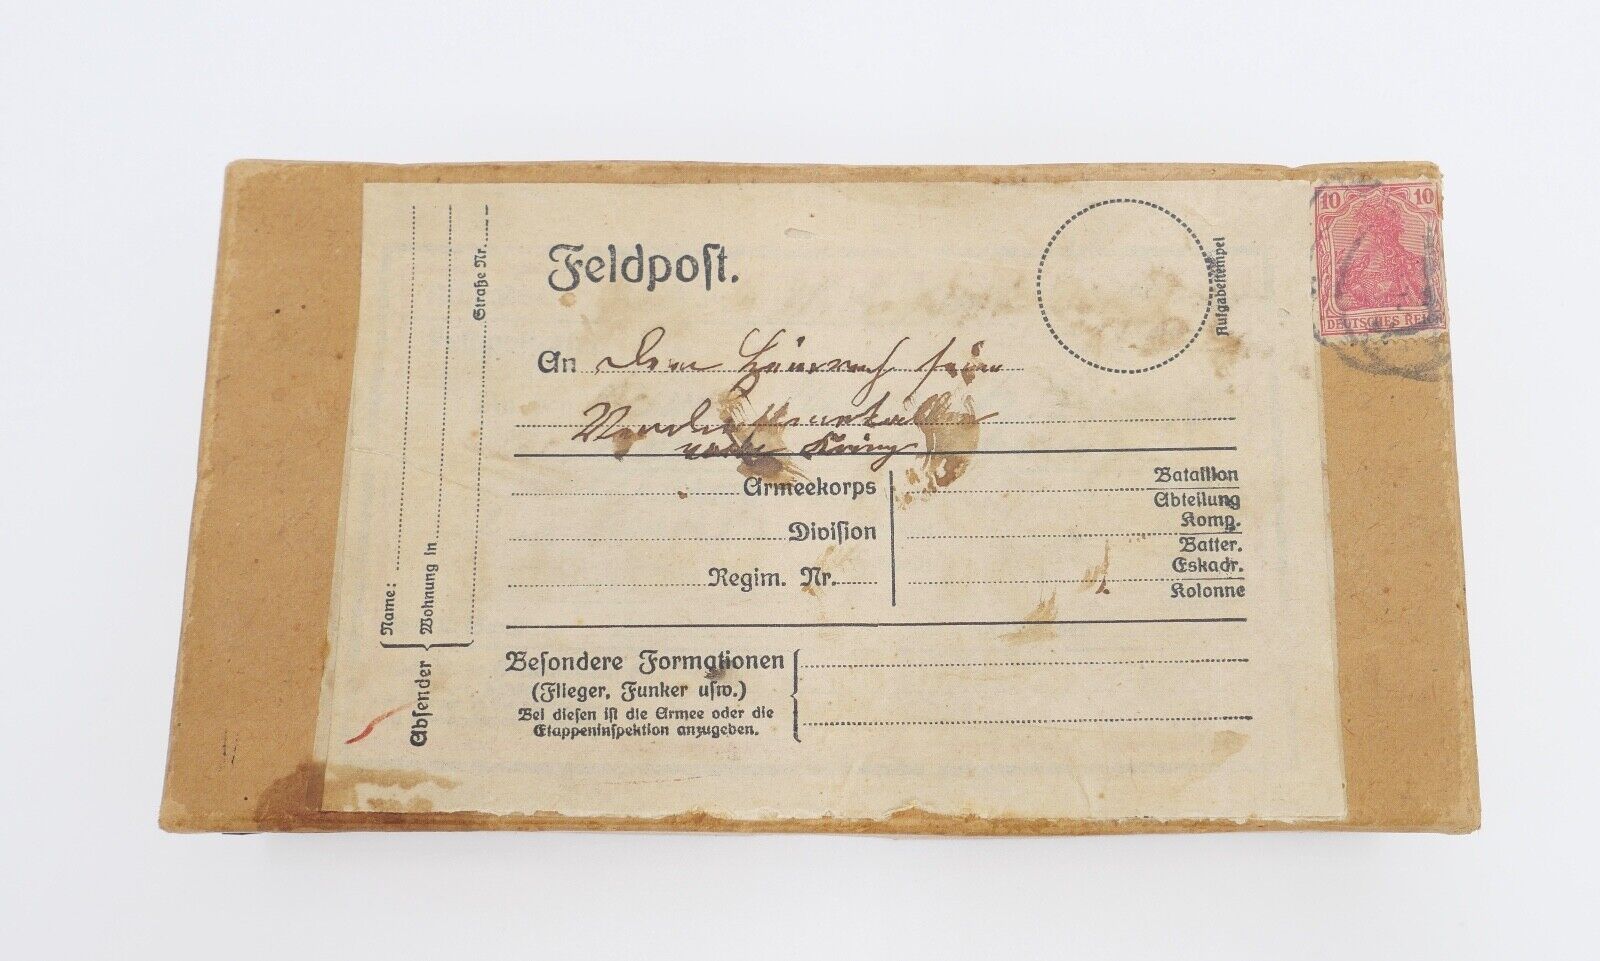 Feldpost.
Aufgabestempel
10 10
DEUTSCHES REICH
An
nach
Armeekorps
Division
Regim. Nr.
Bataillon
Abteilung
Komp.
Batter.
Eskadr.
Kolonne
Besondere Formationen
(Flieger, Funker usw.)
Bei diesen ist die Armee oder die
Etappeninspektion anzugeben.
Absender
Name:
Wohnung in
Straße Nr.